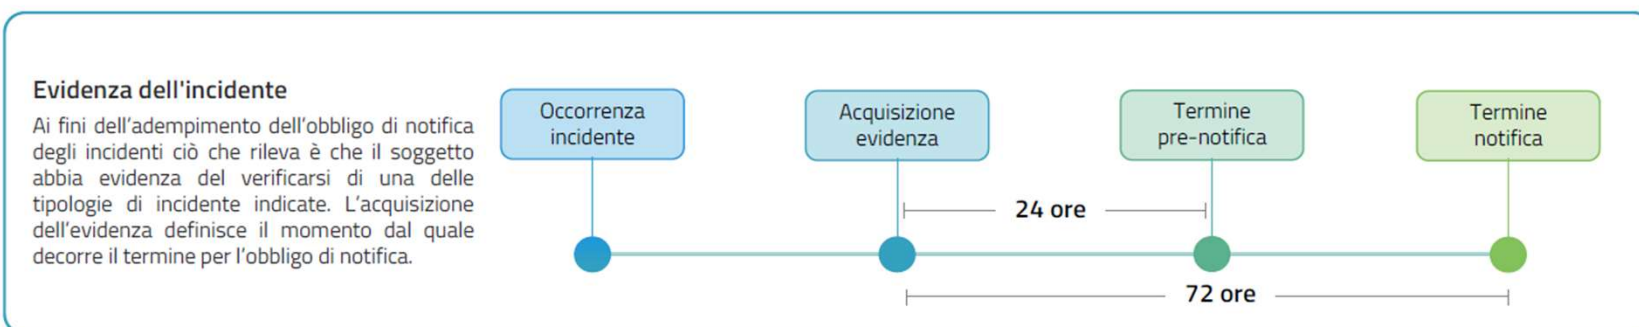 Evidenza dell'incidente
Ai fini dell'adempimento dell'obbligo di notifica
degli incidenti ciò che rileva è che il soggetto
abbia evidenza del verificarsi di una delle
tipologie di incidente indicate. L'acquisizione
dell'evidenza definisce il momento dal quale
decorre il termine per l'obbligo di notifica.
Occorrenza
incidente
Acquisizione
evidenza
Termine
pre-notifica
Termine
notifica
24 ore
72 ore